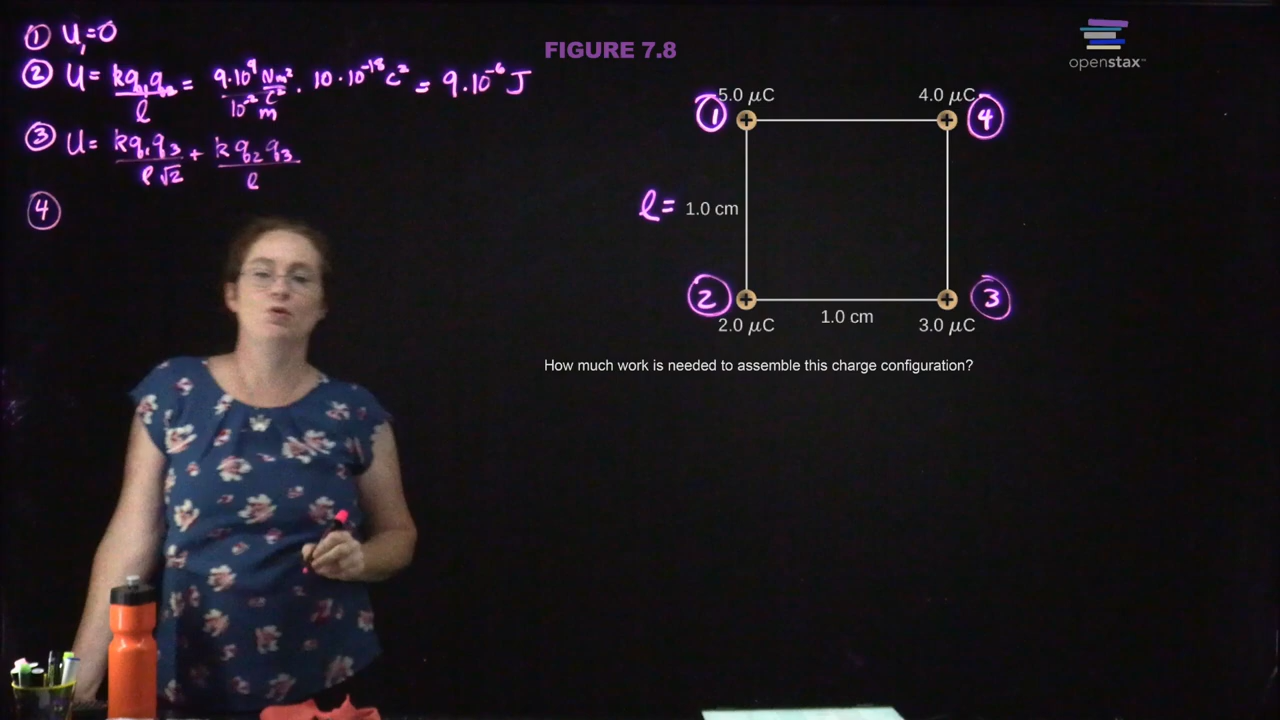 ① U₁=0
② U= kq₁q₂/l = 9·10⁹ Nm²/C² / 10⁻² m · 10·10⁻¹⁸ C² = 9·10⁻⁶ J
③ U= kq₁q₃/l√2 + kq₂q₃/l
④
FIGURE 7.8
openstax™
① 5.0 μC 4.0 μC ④
l= 1.0 cm
② ③
1.0 cm
2.0 μC 3.0 μC
How much work is needed to assemble this charge configuration?